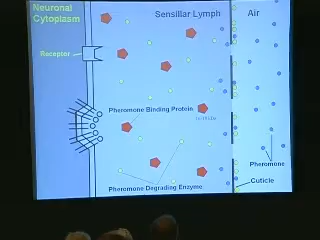 Neuronal
Cytoplasm
Sensillar Lymph
Air
Receptor
Pheromone Binding Protein
Pheromone
Cuticle
Pheromone Degrading Enzyme